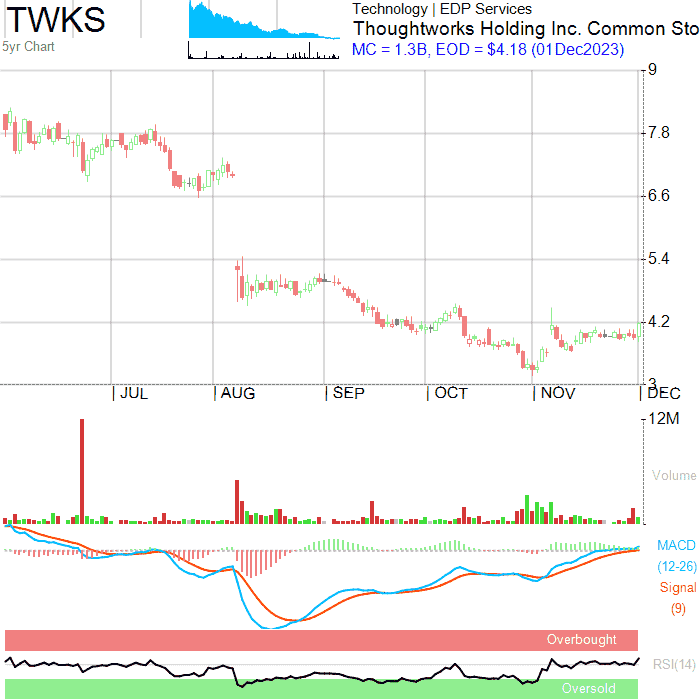 TWKS
5yr Chart
Technology | EDP Services
Thoughtworks Holding Inc. Common Sto
MC = 1.3B, EOD = $4.18 (01Dec2023)
9
7.8
6.6
5.4
4.2
3
JUL
AUG
SEP
OCT
NOV
DEC
12M
Volume
MACD
(12-26)
Signal
(9)
Overbought
RSI(14)
Oversold